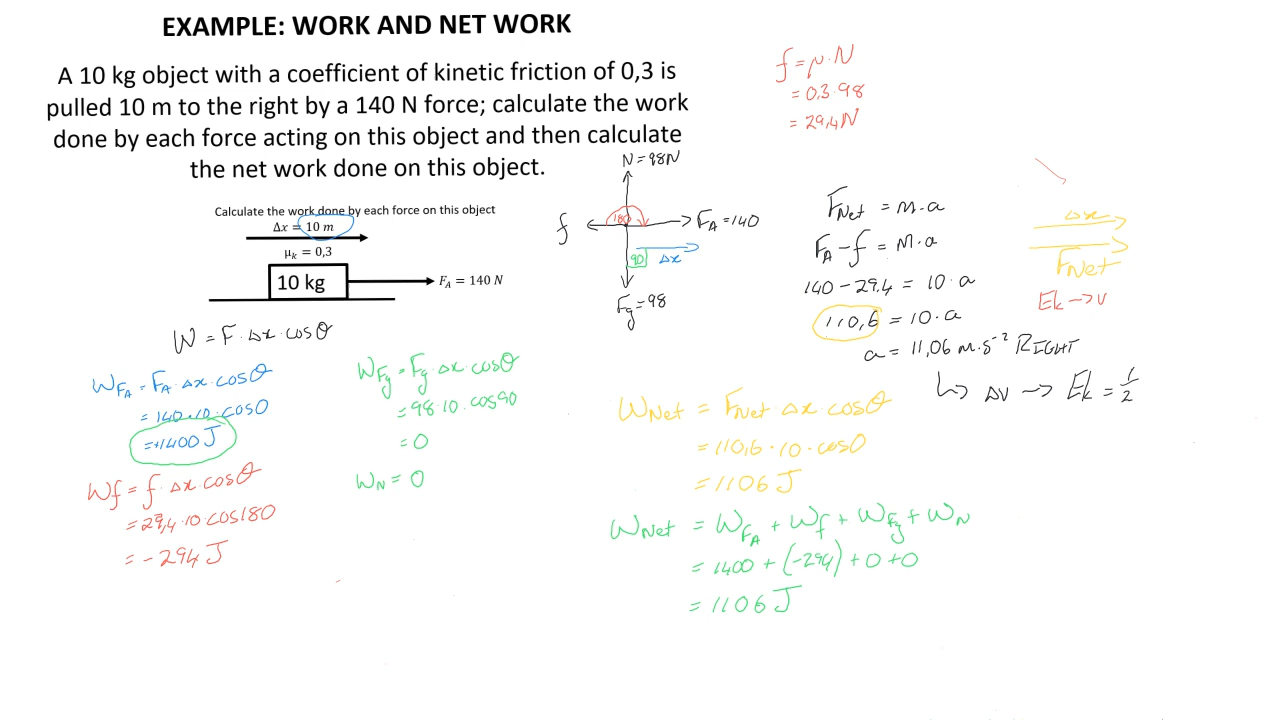 EXAMPLE: WORK AND NET WORK
A 10 kg object with a coefficient of kinetic friction of 0,3 is
pulled 10 m to the right by a 140 N force; calculate the work
done by each force acting on this object and then calculate
the net work done on this object.
Calculate the work done by each force on this object
Δx = 10 m
μk = 0,3
10 kg
FA = 140 N
f = μ·N
= 0,3·98
= 29,4N
N = 98N
180
f
FA = 140
90
Δx
Fg = 98
FNet = m·a
FA - f = m·a
140 - 29.4 = 10·a
110,6 = 10·a
a = 11,06 m·s⁻² RIGHT
↳ Δv → Ek = 1/2
Δx
FNet
Ek → v
W = F·Δx·cosθ
WFA = FA·Δx·cosθ
= 140·10·cos0
= +1400 J
Wf = f·Δx·cosθ
= 29,4·10 cos180
= -294 J
WFg = Fg·Δx·cosθ
= 98·10·cos90
= 0
WN = 0
WNet = FNet Δx cosθ
= 110,6·10·cos0
= 1106 J
WNet = WFA + Wf + WFg + WN
= 1400 + (-294) + 0 + 0
= 1106 J